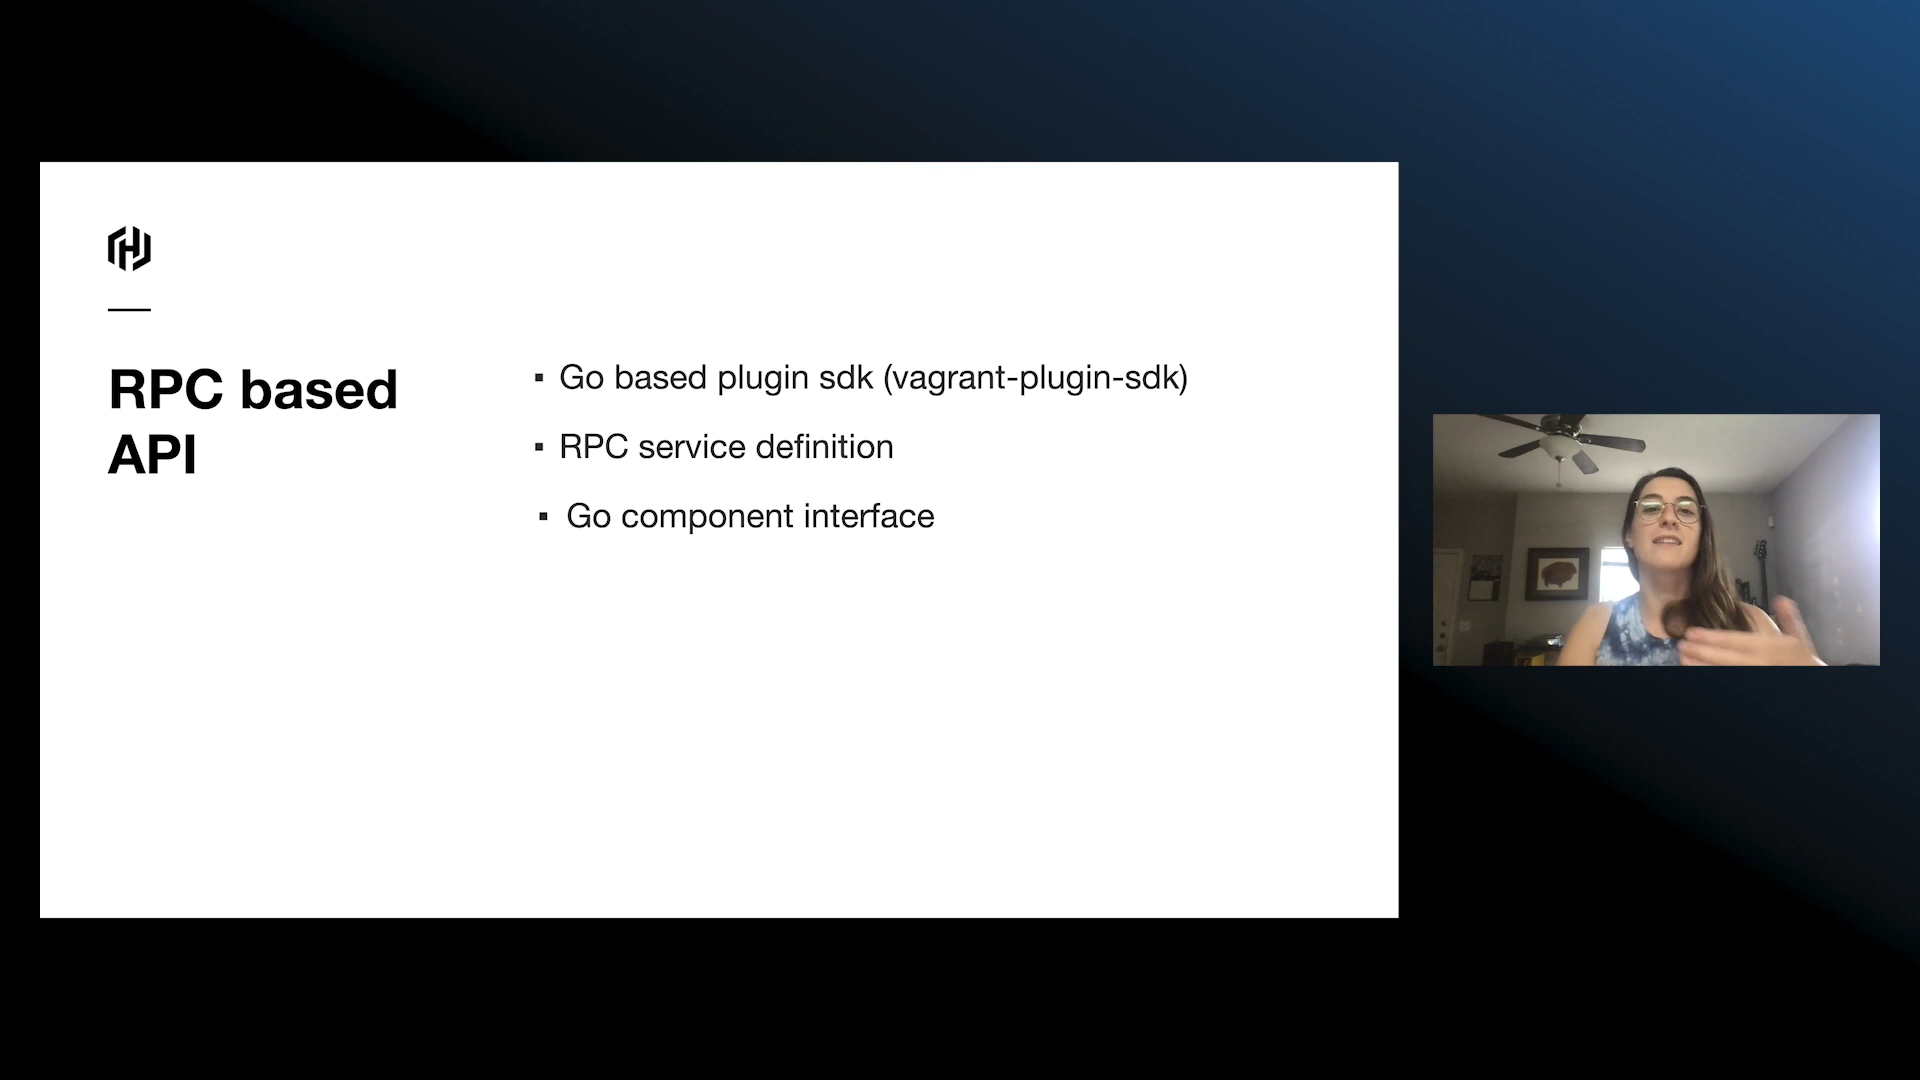 RPC based
API
▪ Go based plugin sdk (vagrant-plugin-sdk)
▪ RPC service definition
▪ Go component interface